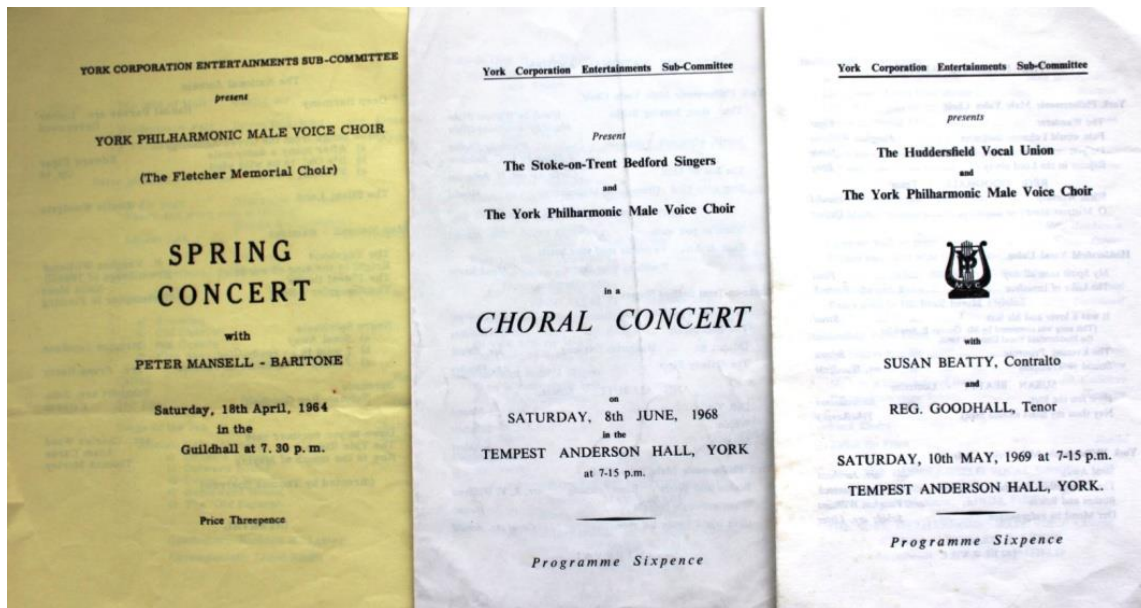 YORK CORPORATION ENTERTAINMENTS SUB-COMMITTEE
present
YORK PHILHARMONIC MALE VOICE CHOIR
(The Fletcher Memorial Choir)
SPRING
CONCERT
with
PETER MANSELL - BARITONE
Saturday, 18th April, 1964
in the
Guildhall at 7.30 p.m.
Price Threepence
York Corporation Entertainments Sub-Committee
Present
The Stoke-on-Trent Bedford Singers
and
The York Philharmonic Male Voice Choir
in a
CHORAL CONCERT
on
SATURDAY, 8th JUNE, 1968
in the
TEMPEST ANDERSON HALL, YORK
at 7-15 p.m.
Programme Sixpence
York Corporation Entertainments Sub-Committee
presents
The Huddersfield Vocal Union
and
The York Philharmonic Male Voice Choir
MVC
with
SUSAN BEATTY, Contralto
and
REG. GOODHALL, Tenor
SATURDAY, 10th MAY, 1969 at 7-15 p.m.
TEMPEST ANDERSON HALL, YORK.
Programme Sixpence